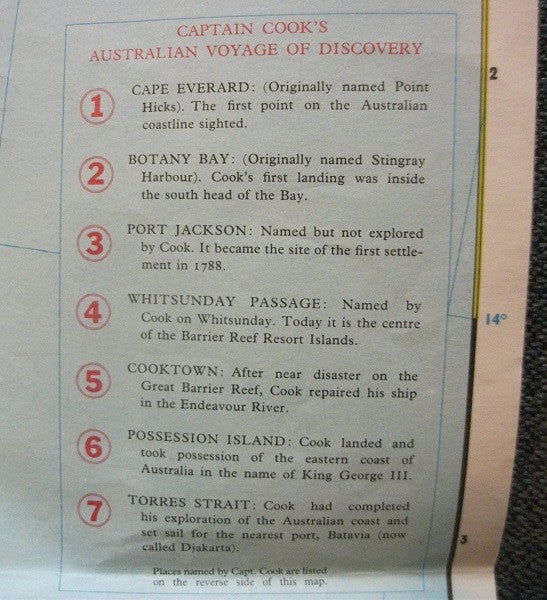 CAPTAIN COOK'S
AUSTRALIAN VOYAGE OF DISCOVERY
1 CAPE EVERARD: (Originally named Point
Hicks). The first point on the Australian
coastline sighted.
2 BOTANY BAY: (Originally named Stingray
Harbour). Cook's first landing was inside
the south head of the Bay.
3 PORT JACKSON: Named but not explored
by Cook. It became the site of the first settle-
ment in 1788.
4 WHITSUNDAY PASSAGE: Named by
Cook on Whitsunday. Today it is the centre
of the Barrier Reef Resort Islands.
5 COOKTOWN: After near disaster on the
Great Barrier Reef, Cook repaired his ship
in the Endeavour River.
6 POSSESSION ISLAND: Cook landed and
took possession of the eastern coast of
Australia in the name of King George III.
7 TORRES STRAIT: Cook had completed
his exploration of the Australian coast and
set sail for the nearest port, Batavia (now
called Djakarta).
Places named by Capt. Cook are listed
on the reverse side of this map.
2
14°
3